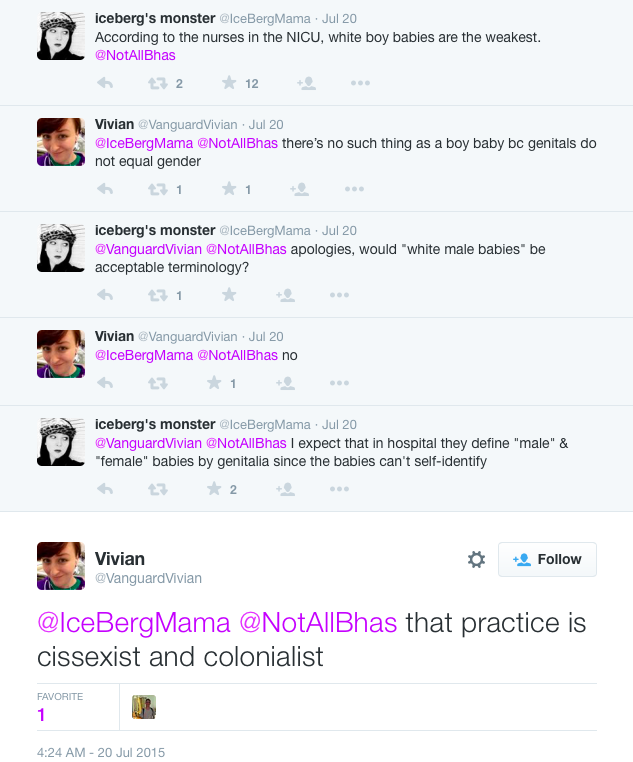 iceberg's monster @IceBergMama · Jul 20
According to the nurses in the NICU, white boy babies are the weakest.
@NotAllBhas
2 12
Vivian @VanguardVivian · Jul 20
@IceBergMama @NotAllBhas there's no such thing as a boy baby bc genitals do
not equal gender
1 1
iceberg's monster @IceBergMama · Jul 20
@VanguardVivian @NotAllBhas apologies, would "white male babies" be
acceptable terminology?
1
Vivian @VanguardVivian · Jul 20
@IceBergMama @NotAllBhas no
1
iceberg's monster @IceBergMama · Jul 20
@VanguardVivian @NotAllBhas I expect that in hospital they define "male" &
"female" babies by genitalia since the babies can't self-identify
2
Vivian
@VanguardVivian
Follow
@IceBergMama @NotAllBhas that practice is
cissexist and colonialist
FAVORITE
1
4:24 AM - 20 Jul 2015